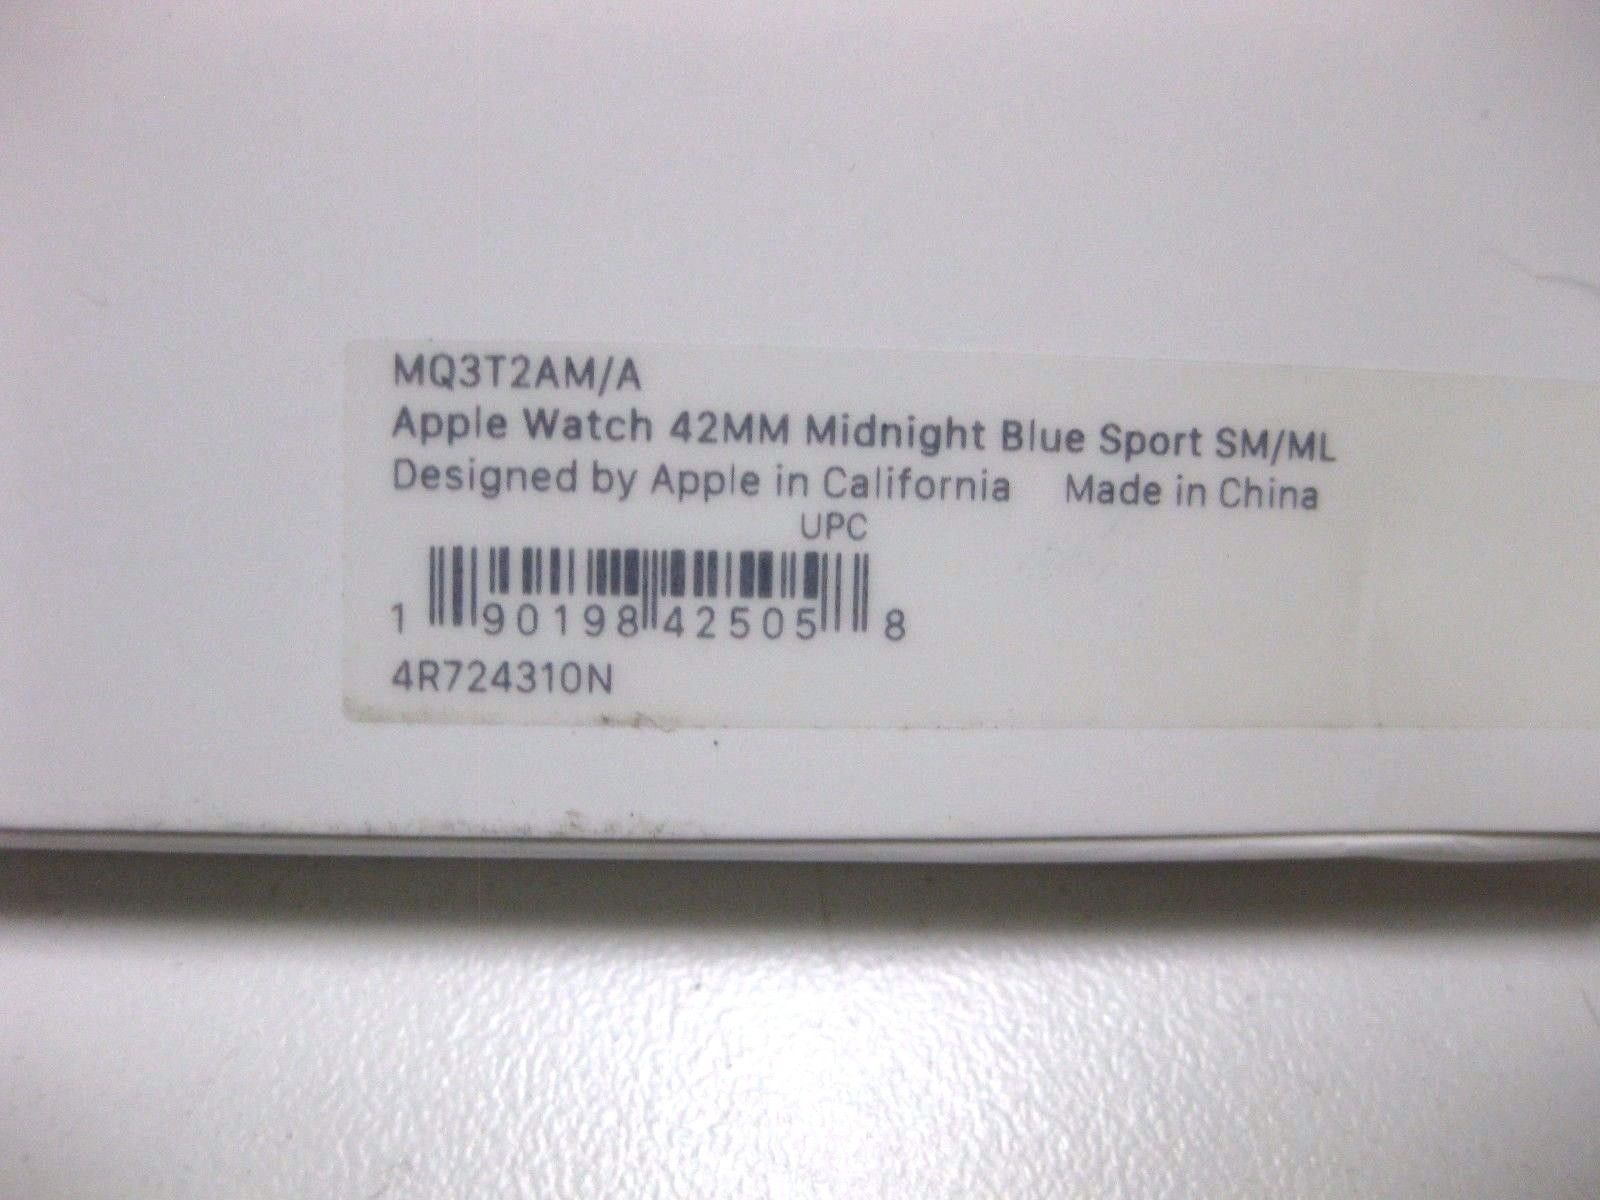 MQ3T2AM/A
Apple Watch 42MM Midnight Blue Sport SM/ML
Designed by Apple in California Made in China
UPC
1 90198 42505 8
4R724310N